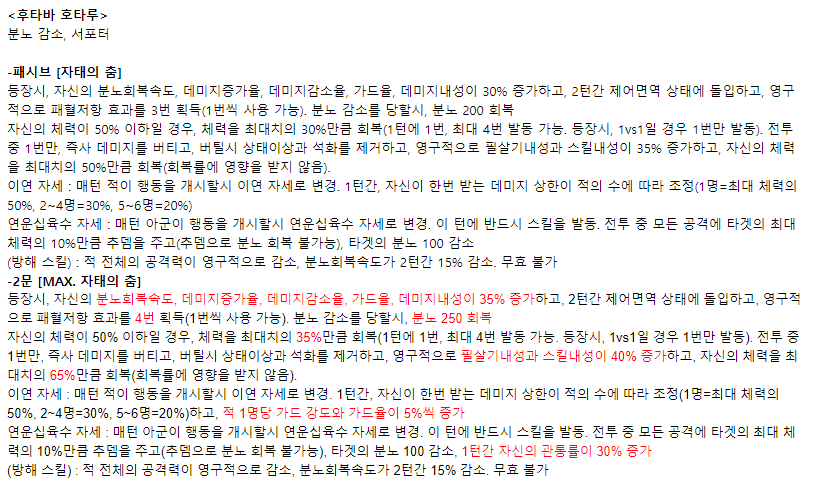 <후타바 호타루>
분노 감소, 서포터
-패시브 [자태의 춤]
등장시, 자신의 분노회복속도, 데미지증가율, 데미지감소율, 가드율, 데미지내성이 30% 증가하고, 2턴간 제어면역 상태에 돌입하고, 영구
적으로 패혈저항 효과를 3번 획득(1번씩 사용 가능). 분노 감소를 당할시, 분노 200 회복
자신의 체력이 50% 이하일 경우, 체력을 최대치의 30%만큼 회복(1턴에 1번, 최대 4번 발동 가능. 등장시, 1vs1일 경우 1번만 발동). 전투
중 1번만, 즉사 데미지를 버티고, 버틸시 상태이상과 석화를 제거하고, 영구적으로 필살기내성과 스킬내성이 35% 증가하고, 자신의 체력
을 최대치의 50%만큼 회복(회복률에 영향을 받지 않음).
이연 자세 : 매턴 적이 행동을 개시할시 이연 자세로 변경. 1턴간, 자신이 한번 받는 데미지 상한이 적의 수에 따라 조정(1명=최대 체력의
50%, 2~4명=30%, 5~6명=20%)
연운십육수 자세 : 매턴 아군이 행동을 개시할시 연운십육수 자세로 변경. 이 턴에 반드시 스킬을 발동. 전투 중 모든 공격에 타겟의 최대
체력의 10%만큼 추뎀을 주고(추뎀으로 분노 회복 불가능), 타겟의 분노 100 감소
(방해 스킬) : 적 전체의 공격력이 영구적으로 감소, 분노회복속도가 2턴간 15% 감소. 무효 불가
-2문 [MAX. 자태의 춤]
등장시, 자신의 분노회복속도, 데미지증가율, 데미지감소율, 가드율, 데미지내성이 35% 증가하고, 2턴간 제어면역 상태에 돌입하고, 영구
적으로 패혈저항 효과를 4번 획득(1번씩 사용 가능). 분노 감소를 당할시, 분노 250 회복
자신의 체력이 50% 이하일 경우, 체력을 최대치의 35%만큼 회복(1턴에 1번, 최대 4번 발동 가능. 등장시, 1vs1일 경우 1번만 발동). 전투 중
1번만, 즉사 데미지를 버티고, 버틸시 상태이상과 석화를 제거하고, 영구적으로 필살기내성과 스킬내성이 40% 증가하고, 자신의 체력을 최
대치의 65%만큼 회복(회복률에 영향을 받지 않음).
이연 자세 : 매턴 적이 행동을 개시할시 이연 자세로 변경. 1턴간, 자신이 한번 받는 데미지 상한이 적의 수에 따라 조정(1명=최대 체력의
50%, 2~4명=30%, 5~6명=20%)하고, 적 1명당 가드 강도와 가드율이 5%씩 증가
연운십육수 자세 : 매턴 아군이 행동을 개시할시 연운십육수 자세로 변경. 이 턴에 반드시 스킬을 발동. 전투 중 모든 공격에 타겟의 최대 체
력의 10%만큼 추뎀을 주고(추뎀으로 분노 회복 불가능), 타겟의 분노 100 감소, 1턴간 자신의 관통률이 30% 증가
(방해 스킬) : 적 전체의 공격력이 영구적으로 감소, 분노회복속도가 2턴간 15% 감소. 무효 불가